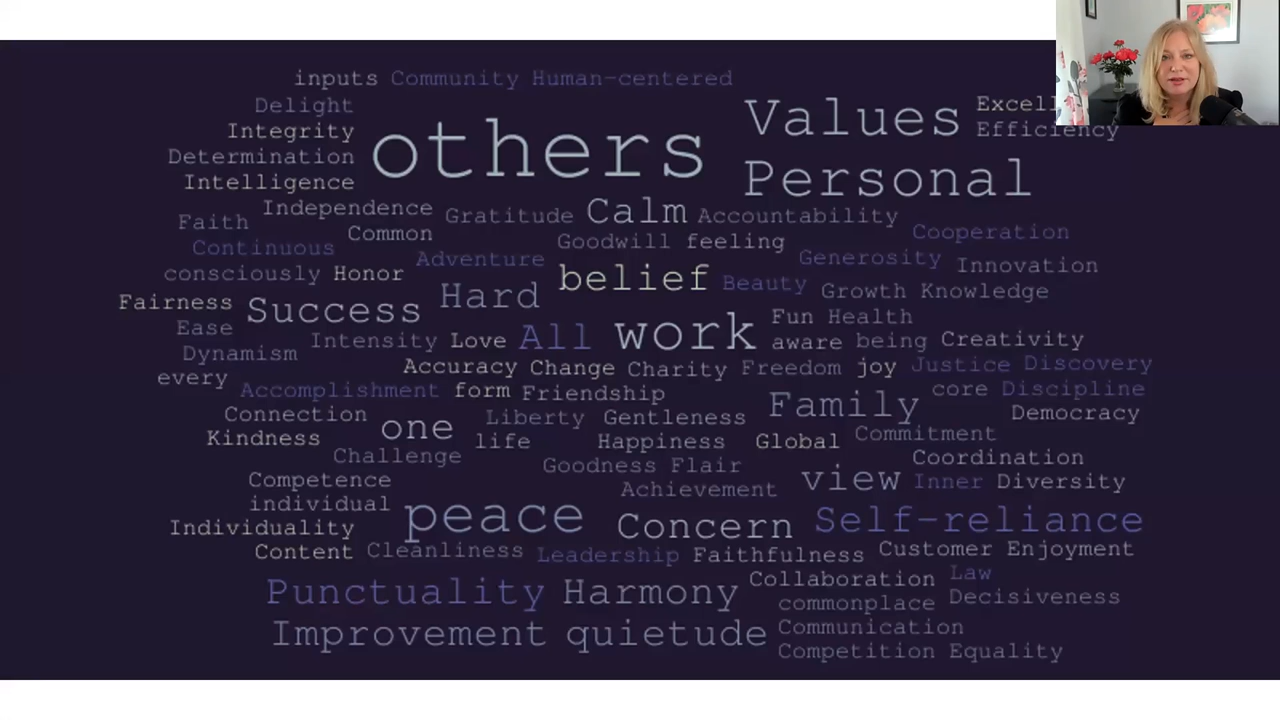 inputs Community Human-centered
Delight
Values
Integrity
others
Efficiency
Determination
Personal
Intelligence
Independence Gratitude Calm Accountability
Faith
Common
Cooperation
Continuous
Goodwill feeling
Adventure
Generosity Innovation
consciously Honor
belief Beauty
Growth Knowledge
Fairness Success Hard
Ease
Fun Health
Intensity Love All work aware being Creativity
Dynamism
Accuracy Change Charity Freedom joy Justice Discovery
every
Accomplishment form Friendship
core Discipline
Family
Connection
Liberty Gentleness
Democracy
Kindness one life Happiness Global Commitment
Challenge
Coordination
Goodness Flair
Competence
view Inner Diversity
Achievement
individual
Individuality peace Concern Self-reliance
Content Cleanliness Leadership Faithfulness Customer Enjoyment
Collaboration Law
Punctuality Harmony
commonplace Decisiveness
Improvement quietude Communication
Competition Equality